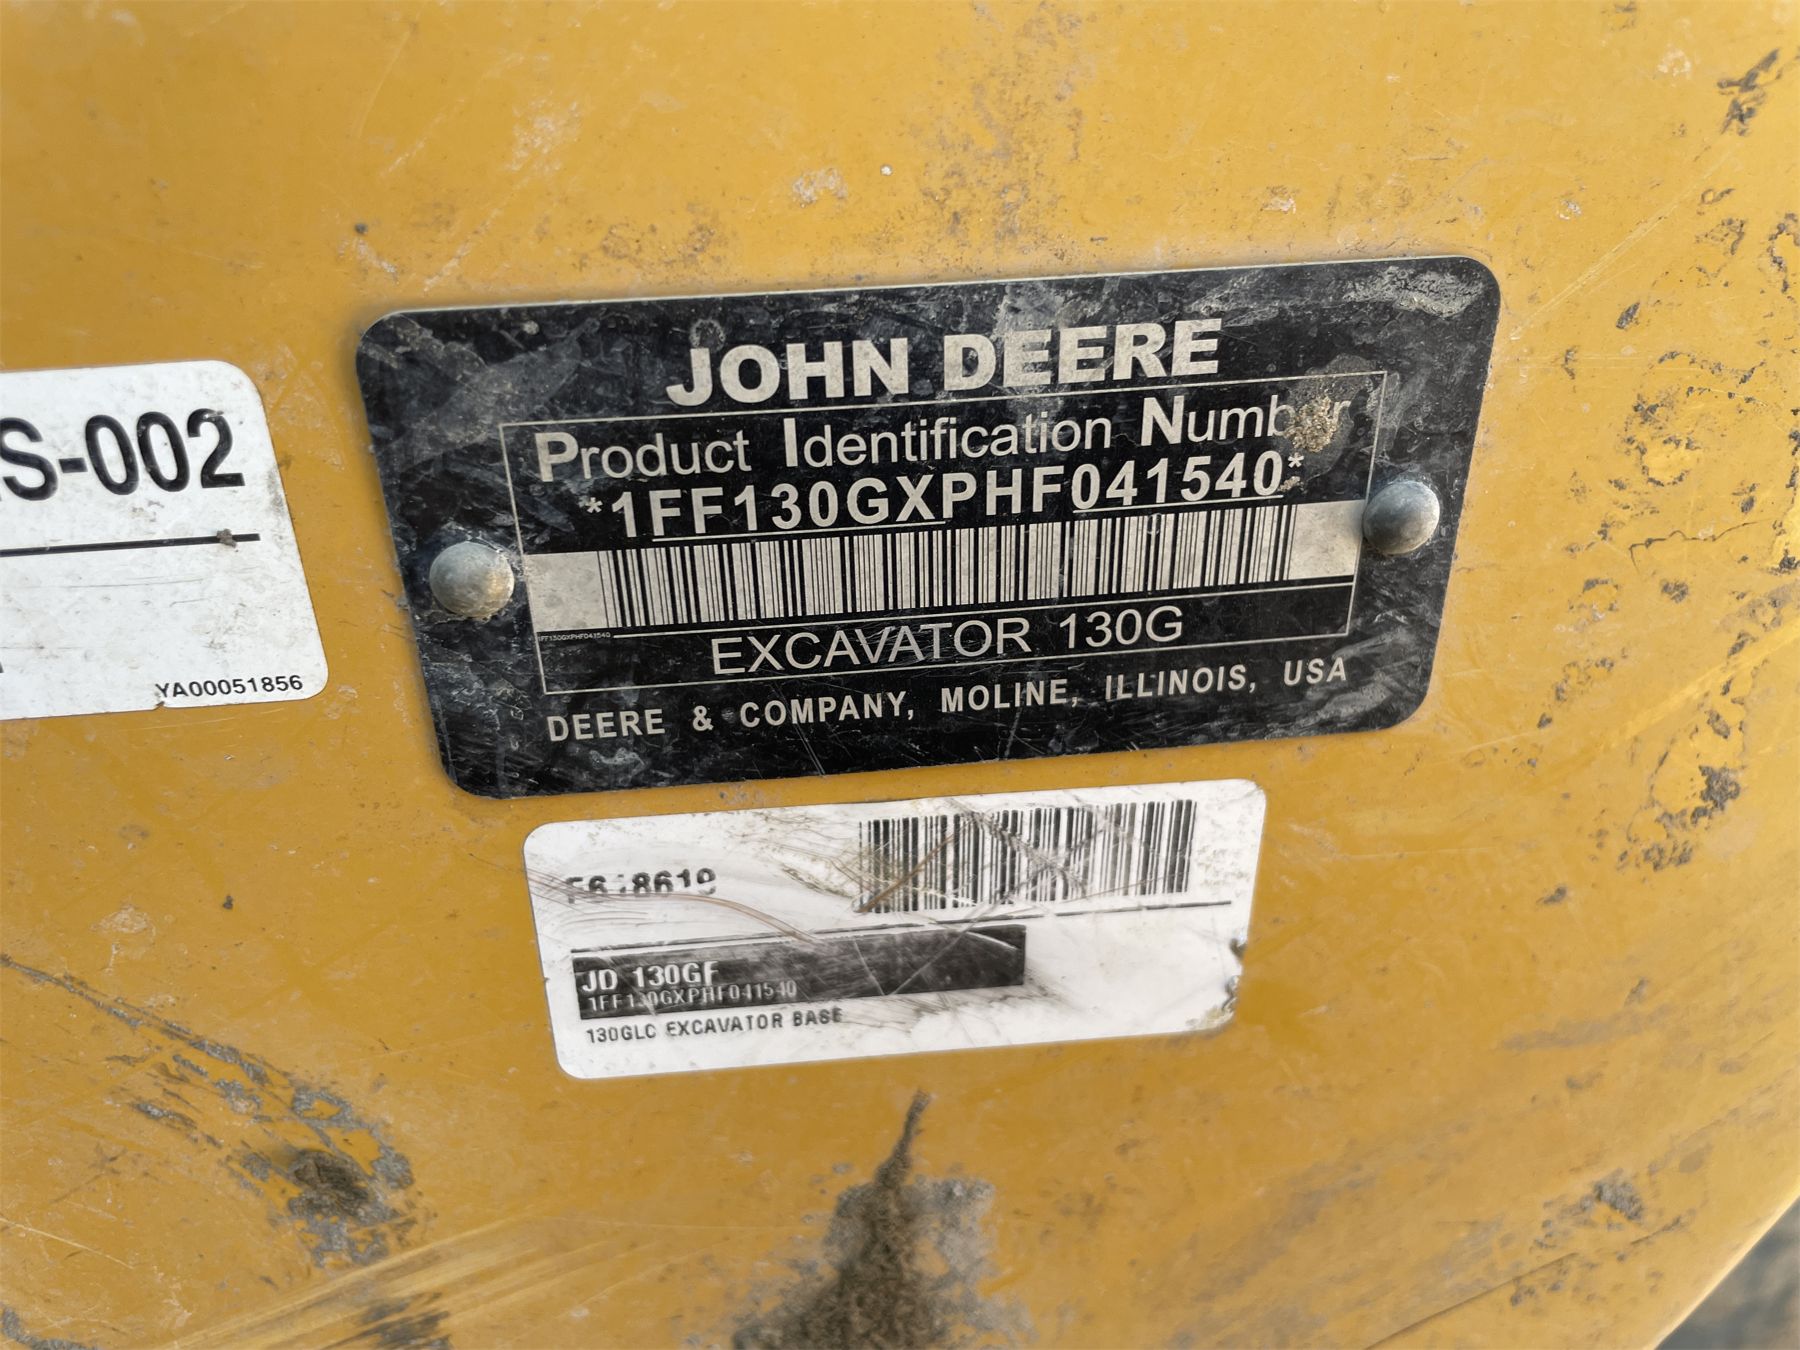 S-002
YA00051856
JOHN DEERE
Product Identification Number
*1FF130GXPHF041540*
1FF130GXPHF041540
EXCAVATOR 130G
DEERE & COMPANY, MOLINE, ILLINOIS, USA
JD 130GF
1FF130GXPHF041540
130GLC EXCAVATOR BASE